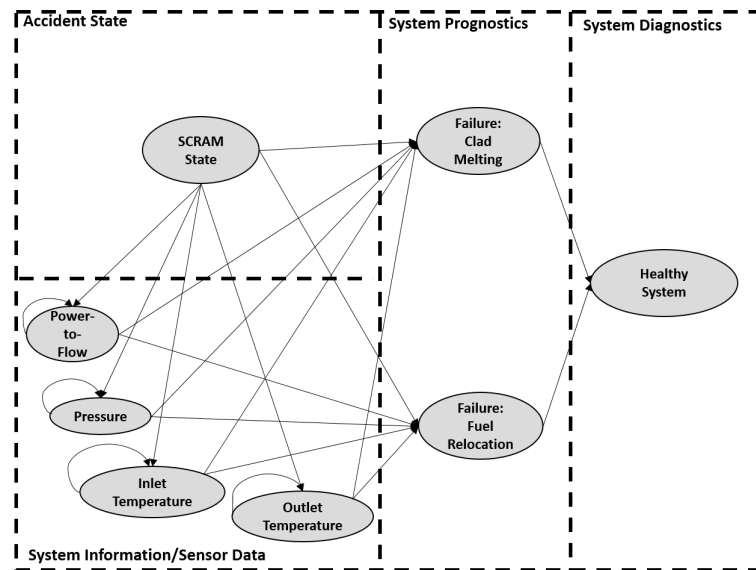 Accident State
System Prognostics
System Diagnostics
SCRAM
State
Failure:
Clad
Melting
Healthy
System
Power-
to-
Flow
Pressure
Failure:
Fuel
Relocation
Inlet
Temperature
Outlet
Temperature
System Information/Sensor Data